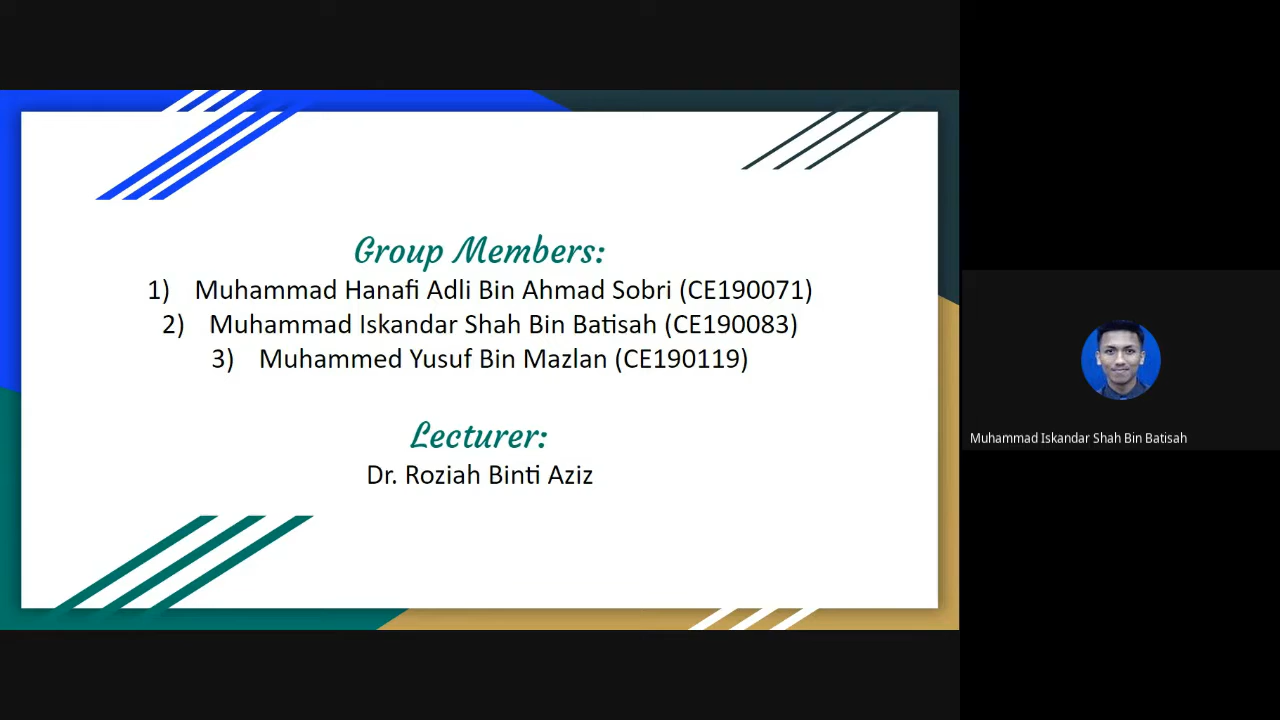 Group Members:
1) Muhammad Hanafi Adli Bin Ahmad Sobri (CE190071)
2) Muhammad Iskandar Shah Bin Batisah (CE190083)
3) Muhammed Yusuf Bin Mazlan (CE190119)
Lecturer:
Dr. Roziah Binti Aziz
Muhammad Iskandar Shah Bin Batisah